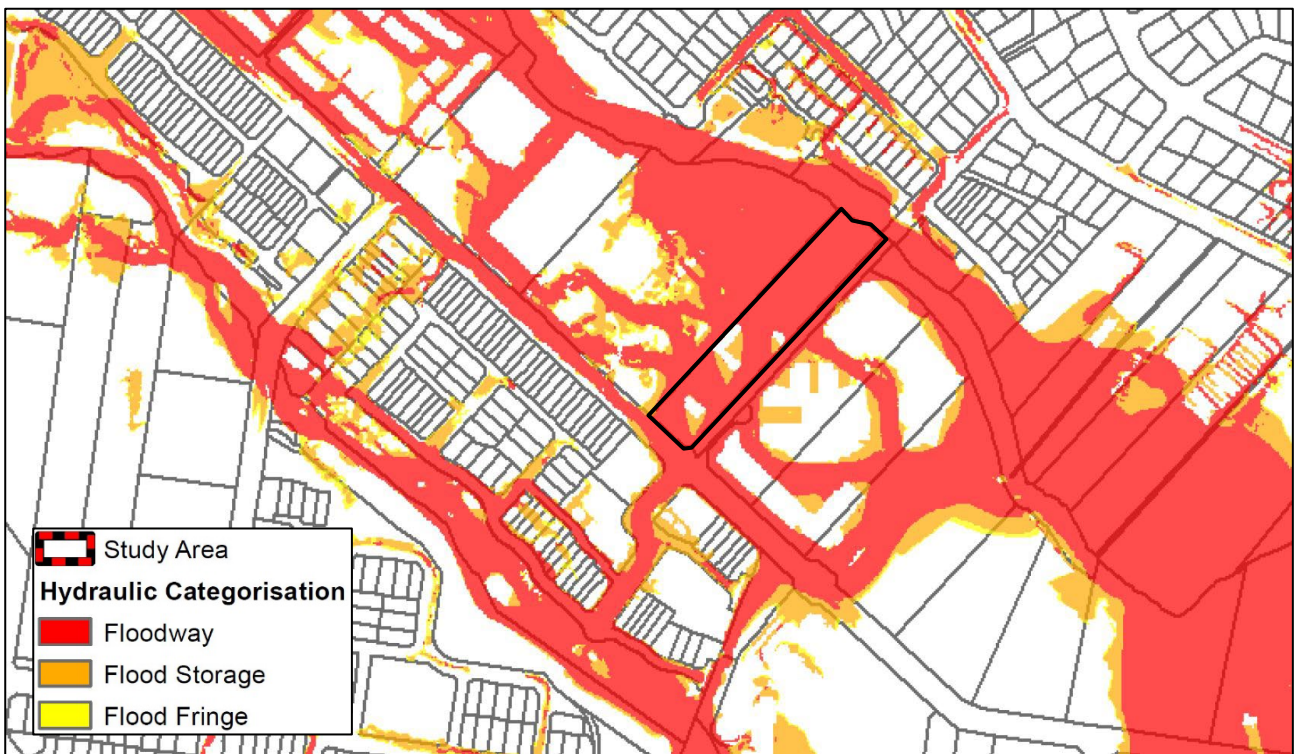 Study Area
Hydraulic Categorisation
Floodway
Flood Storage
Flood Fringe